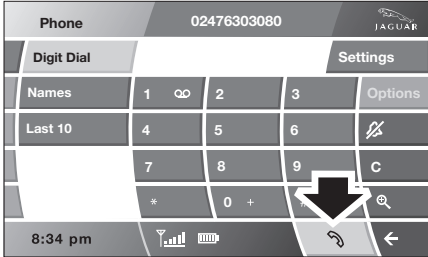 Phone 02476303080 JAGUAR
Digit Dial Settings
Names 1 2 3 Options
Last 10 4 5 6
7 8 9 C
* 0 + #
8:34 pm